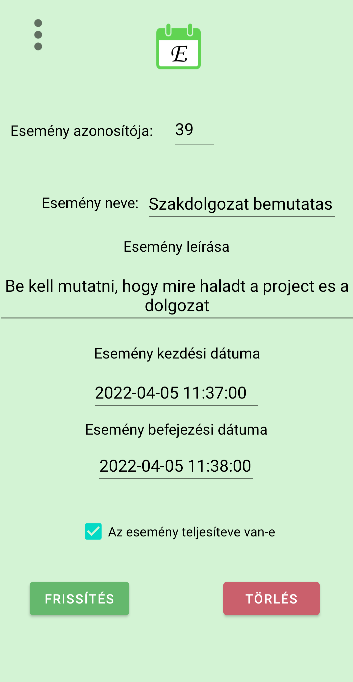 E
Esemény azonosítója: 39
Esemény neve: Szakdolgozat bemutatas
Esemény leírása
Be kell mutatni, hogy mire haladt a project es a
dolgozat
Esemény kezdési dátuma
2022-04-05 11:37:00
Esemény befejezési dátuma
2022-04-05 11:38:00
Az esemény teljesíteve van-e
FRISSÍTÉS TÖRLÉS